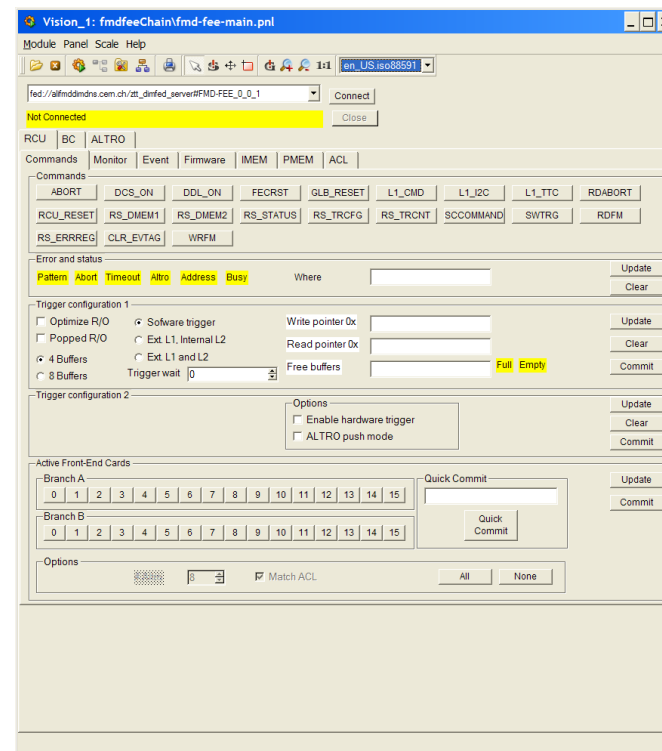 Vision_1: fmdfeeChain\fmd-fee-main.pnl
Module Panel Scale Help
1:1 en_US.iso88591
fed://alifmddimdns.cern.ch/ztt_dimfed_server#FMD-FEE_0_0_1 Connect
Not Connected Close
RCU BC ALTRO
Commands Monitor Event Firmware IMEM PMEM ACL
Commands
ABORT DCS_ON DDL_ON FECRST GLB_RESET L1_CMD L1_I2C L1_TTC RDABORT
RCU_RESET RS_DMEM1 RS_DMEM2 RS_STATUS RS_TRCFG RS_TRCNT SCCOMMAND SWTRG RDFM
RS_ERRREG CLR_EVTAG WRFM
Error and status
Pattern Abort Timeout Altro Address Busy Where Update
Clear
Trigger configuration 1
Optimize R/O Sofware trigger Write pointer 0x Update
Popped R/O Ext. L1, Internal L2 Read pointer 0x Clear
4 Buffers Ext. L1 and L2 Free buffers Full Empty Commit
8 Buffers Trigger wait 0
Trigger configuration 2
Options Update
Enable hardware trigger Clear
ALTRO push mode Commit
Active Front-End Cards
Branch A Quick Commit Update
0 1 2 3 4 5 6 7 8 9 10 11 12 13 14 15
Commit
Branch B
0 1 2 3 4 5 6 7 8 9 10 11 12 13 14 15 Quick Commit
Options
8 Match ACL All None